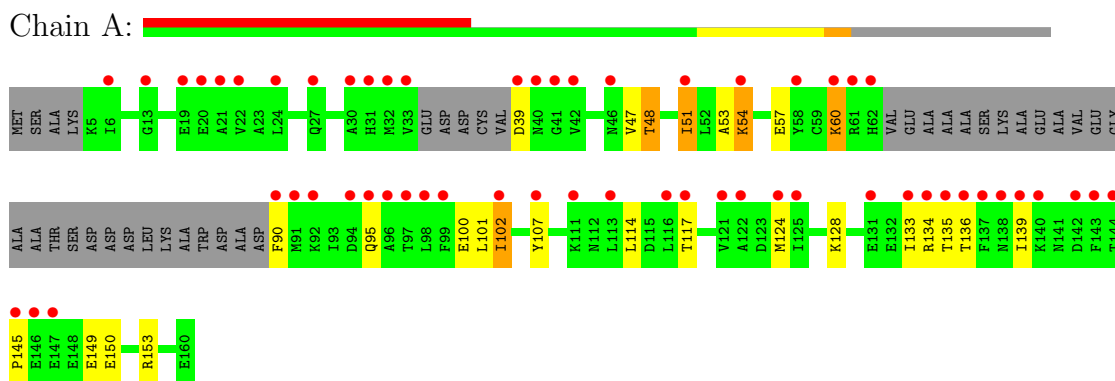 Chain A:
MET SER ALA LYS K5 I6 G13 E19 E20 A21 V22 A23 L24 Q27 A30 H31 M32 V33 GLU ASP ASP CYS VAL D39 N40 G41 V42 N46 V47 T48 I51 L52 A53 K54 E57 Y58 C59 K60 R61 H62 VAL GLU ALA ALA ALA SER LYS ALA GLU ALA VAL GLU GLY
ALA ALA THR SER ASP ASP ASP LEU LYS ALA TRP ASP ALA ASP F90 M91 K92 I93 D94 Q95 A96 T97 L98 F99 E100 L101 I102 Y107 K111 N112 L113 L114 D115 L116 T117 V121 A122 D123 M124 I125 K128 E131 E132 I133 R134 T135 T136 F137 N138 I139 K140 N141 D142 F143 T144
P145 E146 E147 E148 E149 E150 R153 E160